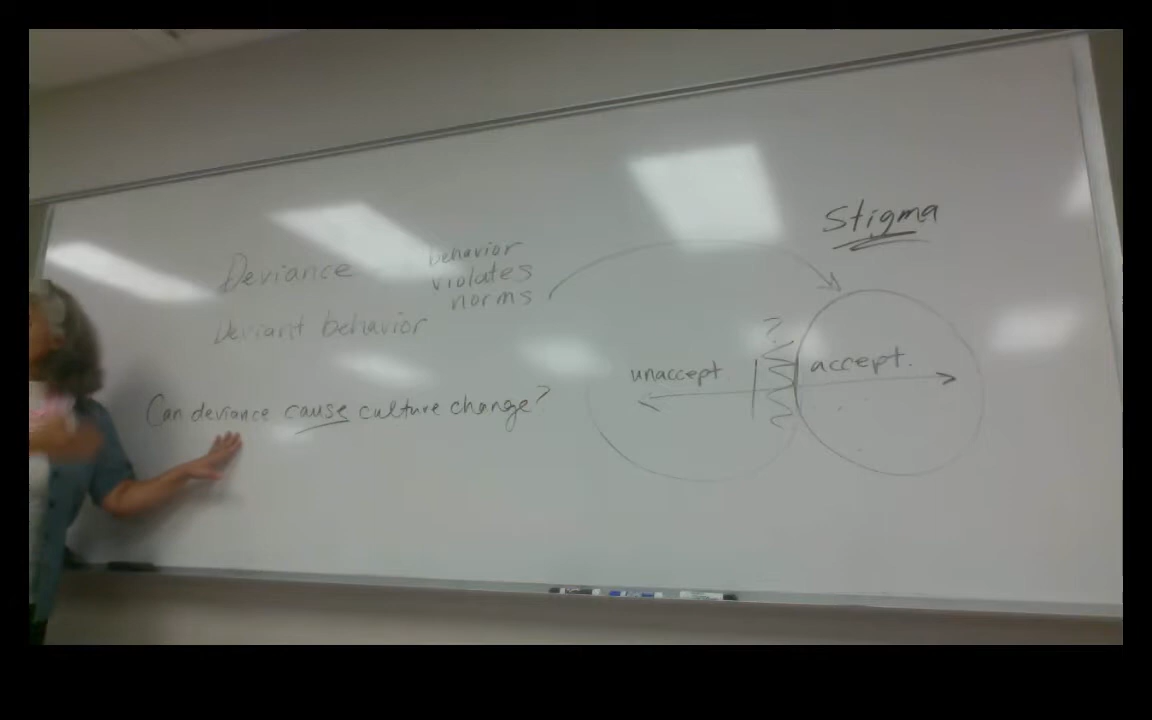 Stigma
Deviance
behavior
violates
norms
Deviant behavior
?
unaccept.
accept.
Can deviance cause culture change?